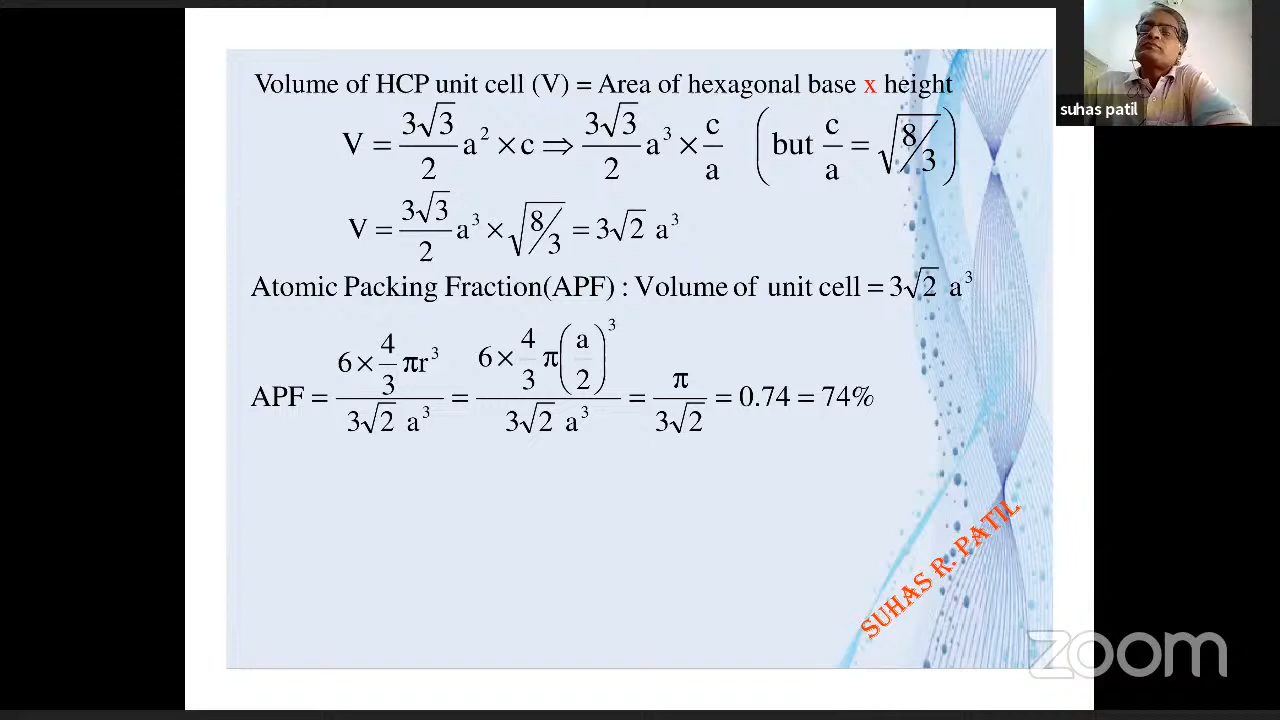 Volume of HCP unit cell (V) = Area of hexagonal base x height
V = 3√3/2 a² × c ⇒ 3√3/2 a³ × c/a (but c/a = √8/3)
V = 3√3/2 a³ × √8/3 = 3√2 a³
Atomic Packing Fraction(APF) : Volume of unit cell = 3√2 a³
APF = 6 × 4/3 πr³ / 3√2 a³ = 6 × 4/3 π(a/2)³ / 3√2 a³ = π / 3√2 = 0.74 = 74%
SUHAS R. PATIL
suhas patil
zoom